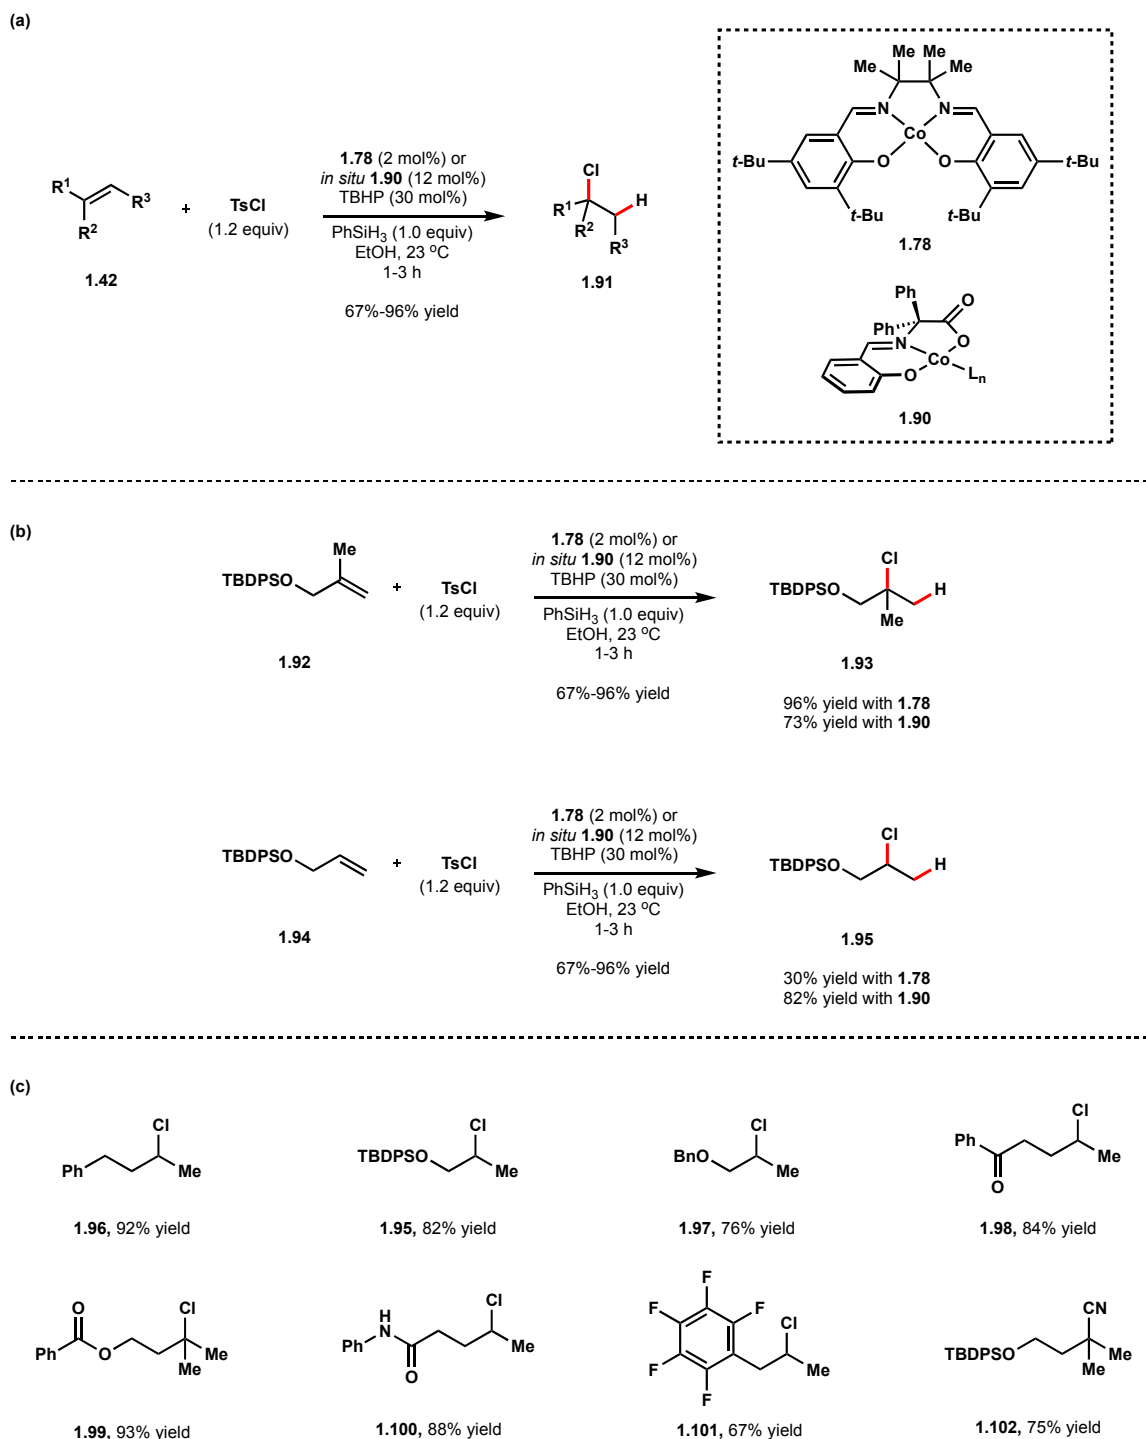 (a)
R1
R2
R3
1.42
+
TsCl
(1.2 equiv)
1.78 (2 mol%) or
in situ 1.90 (12 mol%)
TBHP (30 mol%)
PhSiH3 (1.0 equiv)
EtOH, 23 oC
1-3 h
67%-96% yield
Cl
R1
R2
H
R3
1.91
Me Me
Me Me
N N
Co
O O
t-Bu t-Bu
t-Bu t-Bu
1.78
Ph
Ph
O
N
O
Co
O
Ln
1.90
(b)
Me
TBDPSO
1.92
+
TsCl
(1.2 equiv)
1.78 (2 mol%) or
in situ 1.90 (12 mol%)
TBHP (30 mol%)
PhSiH3 (1.0 equiv)
EtOH, 23 oC
1-3 h
67%-96% yield
Cl
TBDPSO
H
Me
1.93
96% yield with 1.78
73% yield with 1.90
TBDPSO
1.94
+
TsCl
(1.2 equiv)
1.78 (2 mol%) or
in situ 1.90 (12 mol%)
TBHP (30 mol%)
PhSiH3 (1.0 equiv)
EtOH, 23 oC
1-3 h
67%-96% yield
Cl
TBDPSO
H
1.95
30% yield with 1.78
82% yield with 1.90
(c)
Cl
Ph
Me
1.96, 92% yield
Cl
TBDPSO
Me
1.95, 82% yield
Cl
BnO
Me
1.97, 76% yield
Cl
Ph
Me
O
1.98, 84% yield
O
Cl
Ph
O
Me
Me
1.99, 93% yield
H
N
Ph
O
Cl
Me
1.100, 88% yield
F
F
F
F
F
Cl
Me
1.101, 67% yield
CN
TBDPSO
Me
Me
1.102, 75% yield